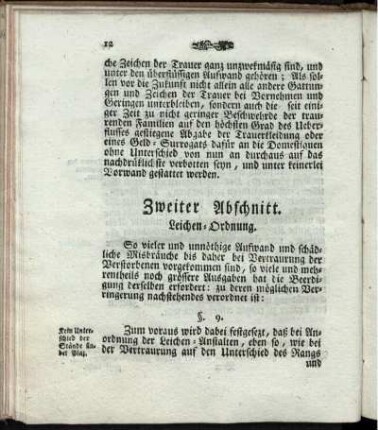 12
che Zeichen der Trauer ganz unzwekmäsig sind, und
unter den überflüssigen Aufwand gehören; Als sol-
len vor die Zukunft nicht allein alle andere Gattun-
gen und Zeichen der Trauer bei Vornehmen und
Geringen unterbleiben, sondern auch die seit eini-
ger Zeit zu nicht geringer Beschwehrde der trau-
renden Familien auf den höchsten Grad des Ueber-
flusses gestiegene Abgabe der Trauerkleidung oder
eines Geld-Surrogats dafür an die Domestiquen
ohne Unterschied von nun an durchaus auf das
nachdrüklichste verbotten seyn, und unter keinerlei
Vorwand gestattet werden.
Zweiter Abschnitt.
Leichen-Ordnung.
So vieler und unnöthige Aufwand und schäd-
liche Misbräuche bis daher bei Vertraurung der
Verstorbenen vorgekommen sind, so viele und meh-
rentheils noch grössere Ausgaben hat die Beerdi-
gung derselben erfordert: zu deren möglichen Ver-
ringerung nachstehendes verordnet ist:
§. 9.
Kein Unter-
schied der
Stände fin-
det Plaz.
Zum voraus wird dabei festgesezt, daß bei An-
ordnung der Leichen-Anstalten, eben so, wie bei
der Vertraurung auf den Unterschied des Rangs
und